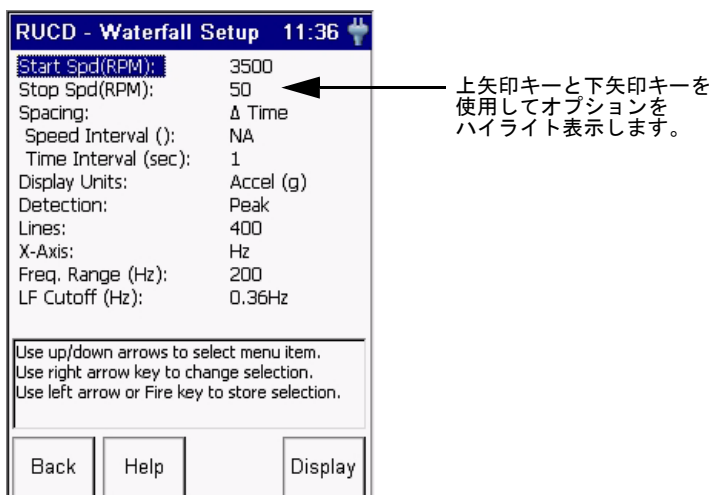 RUCD - Waterfall Setup 11:36
Start Spd(RPM): 3500
Stop Spd(RPM): 50
Spacing: Δ Time
Speed Interval (): NA
Time Interval (sec): 1
Display Units: Accel (g)
Detection: Peak
Lines: 400
X-Axis: Hz
Freq. Range (Hz): 200
LF Cutoff (Hz): 0.36Hz
Use up/down arrows to select menu item.
Use right arrow key to change selection.
Use left arrow or Fire key to store selection.
Back Help Display
上矢印キーと下矢印キーを
使用してオプションを
ハイライト表示します。